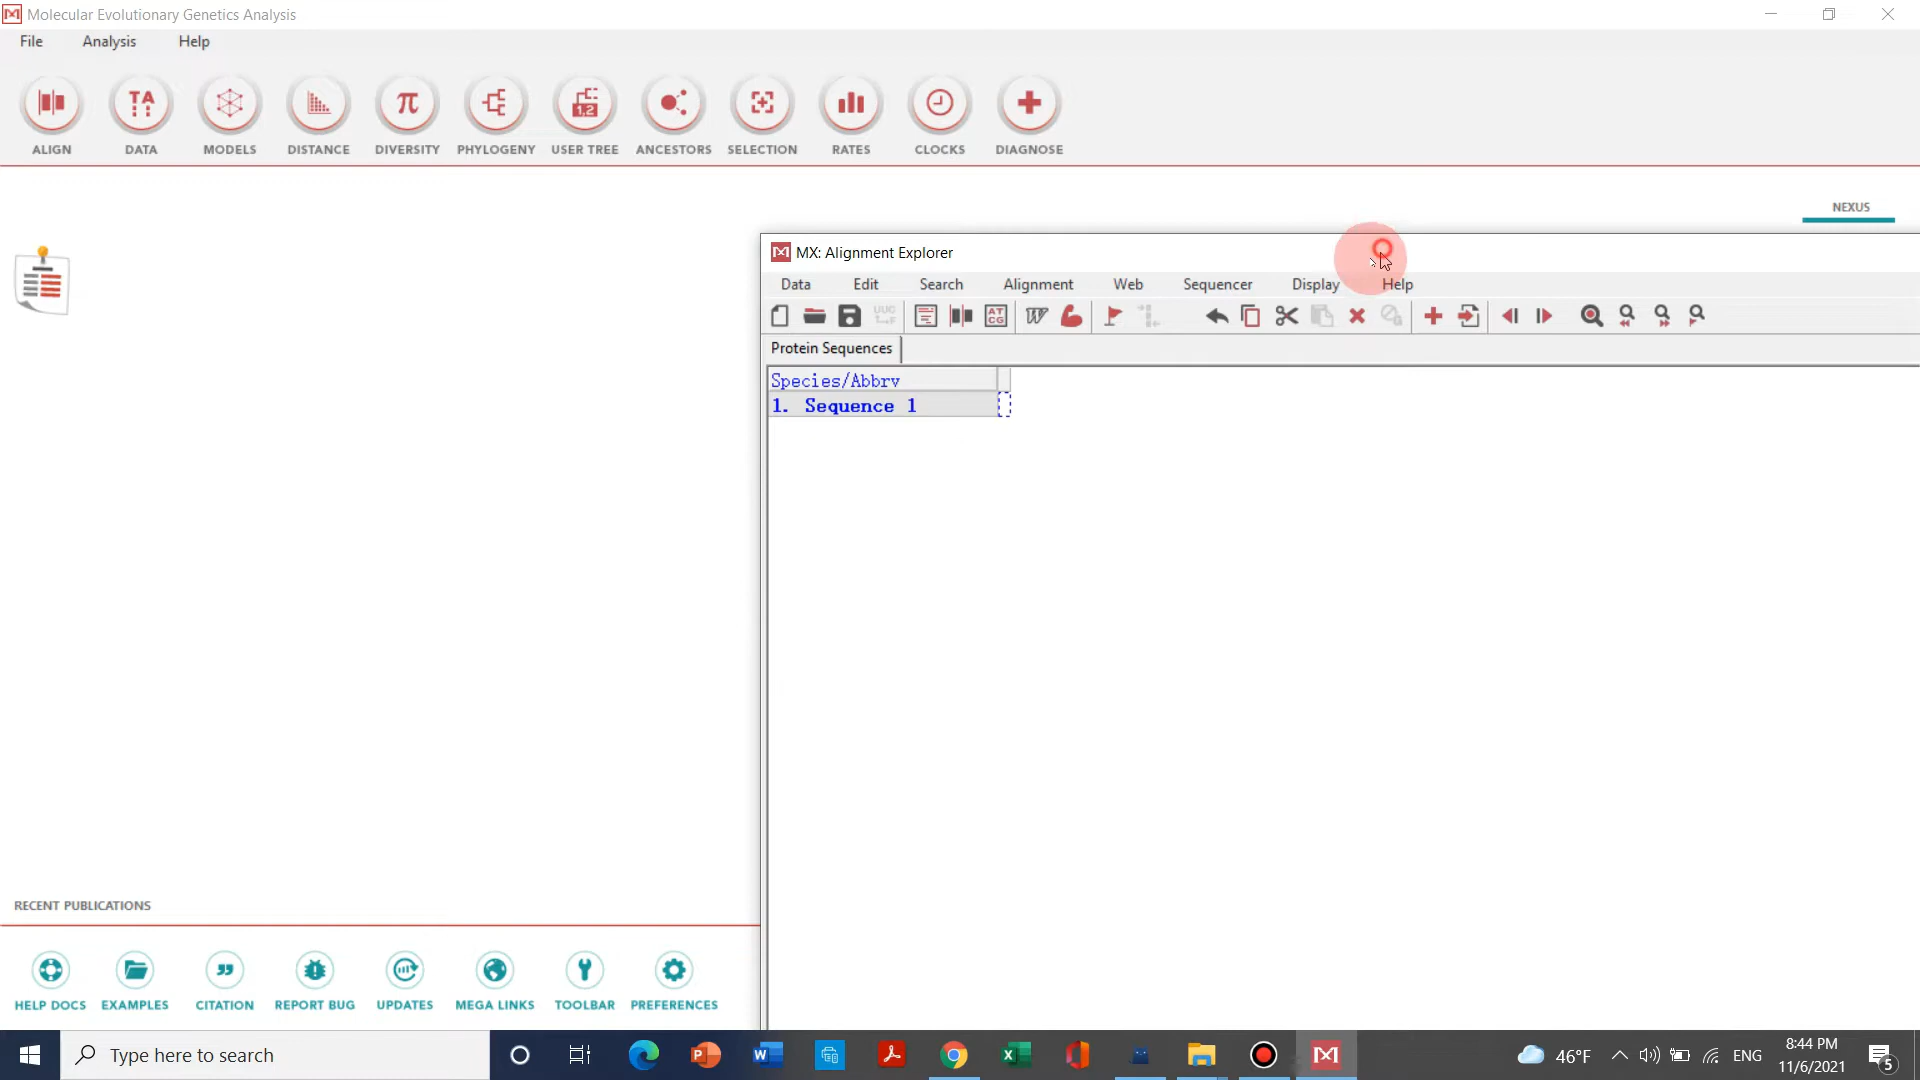 Molecular Evolutionary Genetics Analysis
File Analysis Help
ALIGN DATA MODELS DISTANCE DIVERSITY PHYLOGENY USER TREE ANCESTORS SELECTION RATES CLOCKS DIAGNOSE
NEXUS
MX: Alignment Explorer
Data Edit Search Alignment Web Sequencer Display Help
Protein Sequences
Species/Abbrv
1. Sequence 1
RECENT PUBLICATIONS
HELP DOCS EXAMPLES CITATION REPORT BUG UPDATES MEGA LINKS TOOLBAR PREFERENCES
Type here to search
46°F
ENG
8:44 PM
11/6/2021
5